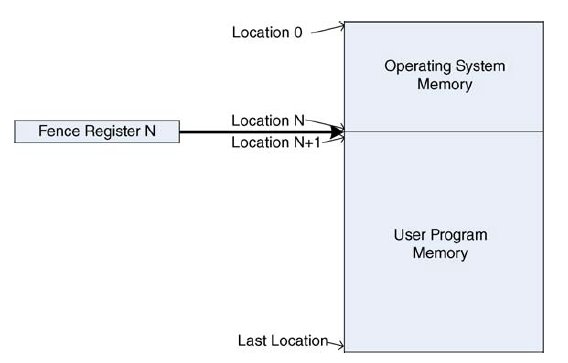 Location 0
Operating System
Memory
Fence Register N
Location N
Location N+1
User Program
Memory
Last Location